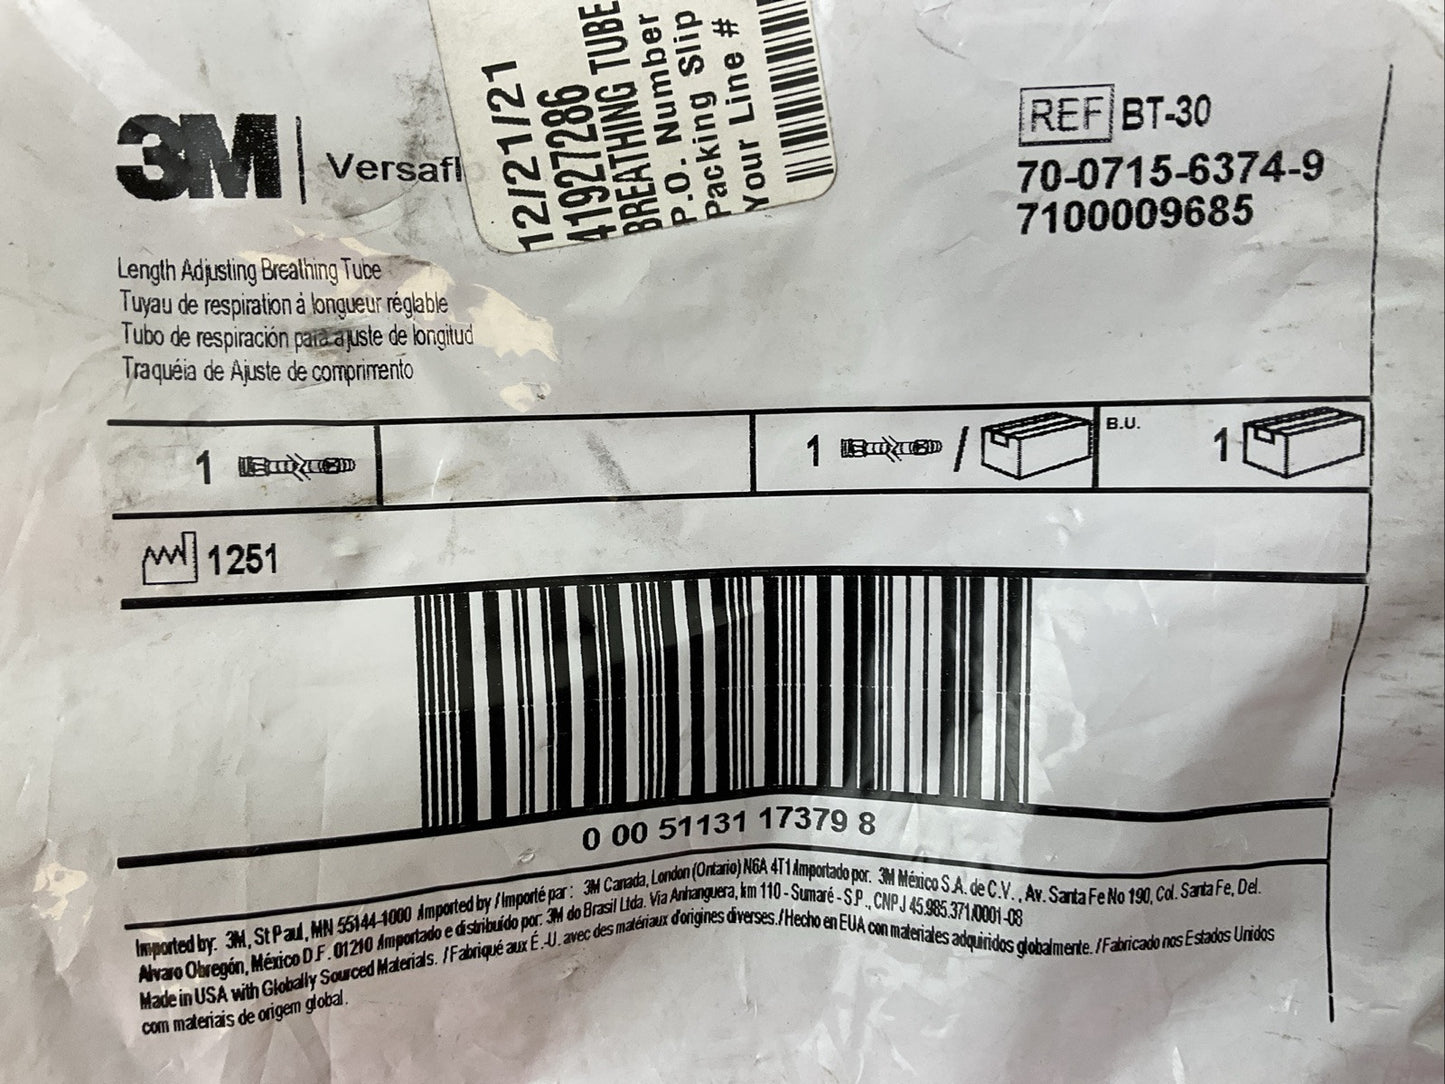 3M
Versafl
12/21/21
41927286
BREATHING TUBE
P.O. Number
Packing Slip
Your Line #
REF BT-30
70-0715-6374-9
7100009685
Length Adjusting Breathing Tube
Tuyau de respiration à longueur réglable
Tubo de respiración para ajuste de longitud
Traquéia de Ajuste de comprimento
1
1 /
B.U.
1
1251
0 00 51131 17379 8
Imported by: 3M, St Paul, MN 55144-1000 /Imported by / Importé par : 3M Canada, London (Ontario) N6A 4T1 /Importado por: 3M México S.A. de C.V. , Av. Santa Fe No 190, Col. Santa Fe, Del.
Alvaro Obregón, México D.F. 01210 /Importado e distribuído por: 3M do Brasil Ltda. Via Anhanguera, km 110 - Sumaré - S.P., CNPJ 45.985.371/0001-08
Made in USA with Globally Sourced Materials. / Fabriqué aux É.-U. avec des matériaux d'origines diverses./ Hecho en EUA con materiales adquiridos globalmente. / Fabricado nos Estados Unidos
com materiais de origem global.